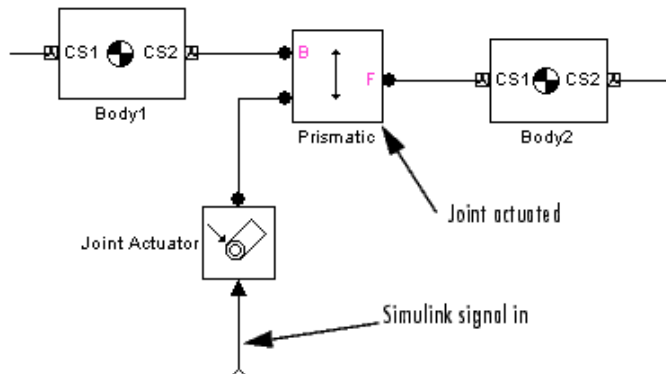 CS1 CS2
Body1
B
F
Prismatic
CS1 CS2
Body2
Joint actuated
Joint Actuator
Simulink signal in